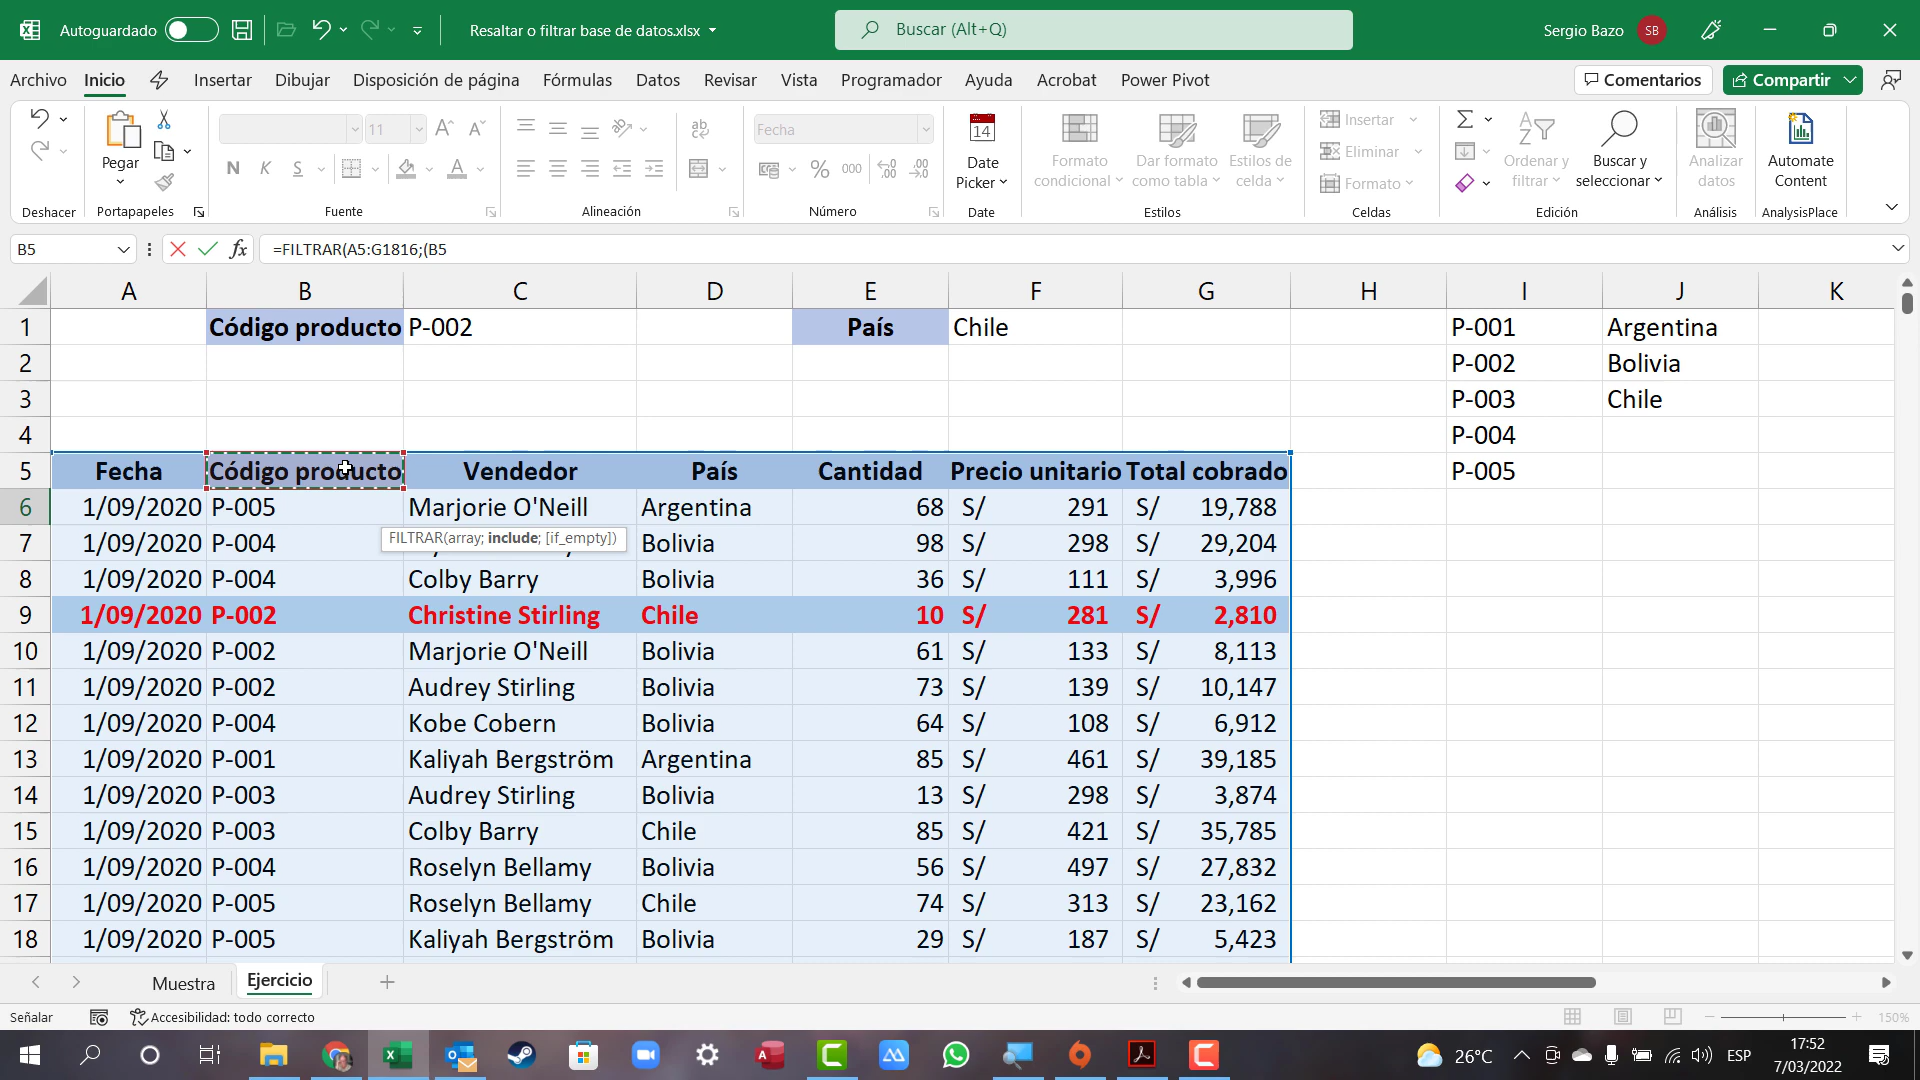 Autoguardado
Resaltar o filtrar base de datos.xlsx
Buscar (Alt+Q)
Sergio Bazo
SB
Archivo Inicio Insertar Dibujar Disposición de página Fórmulas Datos Revisar Vista Programador Ayuda Acrobat Power Pivot
Comentarios
Compartir
Pegar
11
N K S
Fecha
% 000
14
Date
Picker
Formato
condicional
Dar formato
como tabla
Estilos de
celda
Insertar
Eliminar
Formato
Ordenar y
filtrar
Buscar y
seleccionar
Analizar
datos
Automate
Content
Deshacer Portapapeles Fuente Alineación Número Date Estilos Celdas Edición Análisis AnalysisPlace
B5 fx =FILTRAR(A5:G1816;(B5
A B C D E F G H I J K
1 Código producto P-002 País Chile P-001 Argentina
2 P-002 Bolivia
3 P-003 Chile
4 P-004
5 Fecha Código producto Vendedor País Cantidad Precio unitario Total cobrado P-005
6 1/09/2020 P-005 Marjorie O'Neill Argentina 68 S/ 291 S/ 19,788
FILTRAR(array; include; [if_empty])
7 1/09/2020 P-004 Bolivia 98 S/ 298 S/ 29,204
8 1/09/2020 P-004 Colby Barry Bolivia 36 S/ 111 S/ 3,996
9 1/09/2020 P-002 Christine Stirling Chile 10 S/ 281 S/ 2,810
10 1/09/2020 P-002 Marjorie O'Neill Bolivia 61 S/ 133 S/ 8,113
11 1/09/2020 P-002 Audrey Stirling Bolivia 73 S/ 139 S/ 10,147
12 1/09/2020 P-004 Kobe Cobern Bolivia 64 S/ 108 S/ 6,912
13 1/09/2020 P-001 Kaliyah Bergström Argentina 85 S/ 461 S/ 39,185
14 1/09/2020 P-003 Audrey Stirling Bolivia 13 S/ 298 S/ 3,874
15 1/09/2020 P-003 Colby Barry Chile 85 S/ 421 S/ 35,785
16 1/09/2020 P-004 Roselyn Bellamy Bolivia 56 S/ 497 S/ 27,832
17 1/09/2020 P-005 Roselyn Bellamy Chile 74 S/ 313 S/ 23,162
18 1/09/2020 P-005 Kaliyah Bergström Bolivia 29 S/ 187 S/ 5,423
Muestra Ejercicio
Señalar
Accesibilidad: todo correcto
150%
26°C
ESP
17:52
7/03/2022